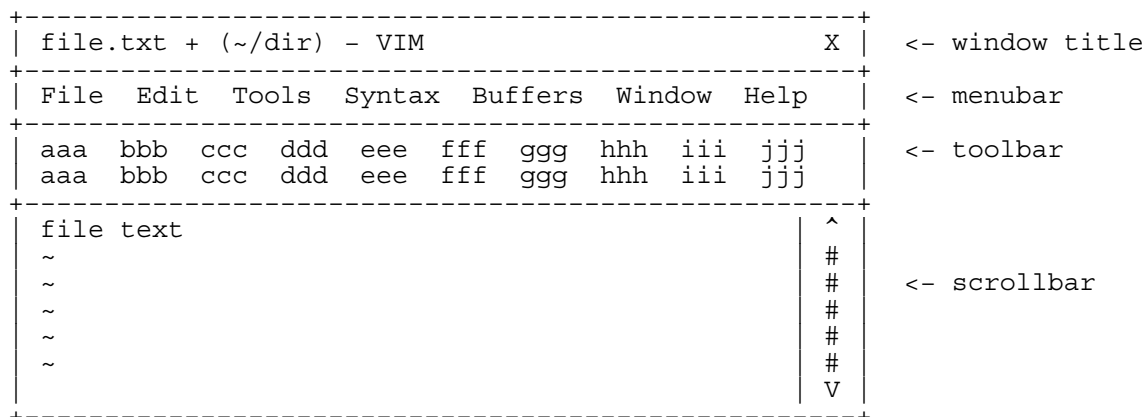 +----------------------------------------------------+
| file.txt + (~/dir) - VIM                         X |  <- window title
+----------------------------------------------------+
| File  Edit  Tools  Syntax  Buffers  Window  Help   |  <- menubar
+----------------------------------------------------+
| aaa  bbb  ccc  ddd  eee  fff  ggg  hhh  iii  jjj   |  <- toolbar
| aaa  bbb  ccc  ddd  eee  fff  ggg  hhh  iii  jjj   |
+----------------------------------------------------+
| file text                                      | ^ |
| ~                                              | # |
| ~                                              | # |  <- scrollbar
| ~                                              | # |
| ~                                              | # |
| ~                                              | # |
|                                                | V |
+----------------------------------------------------+